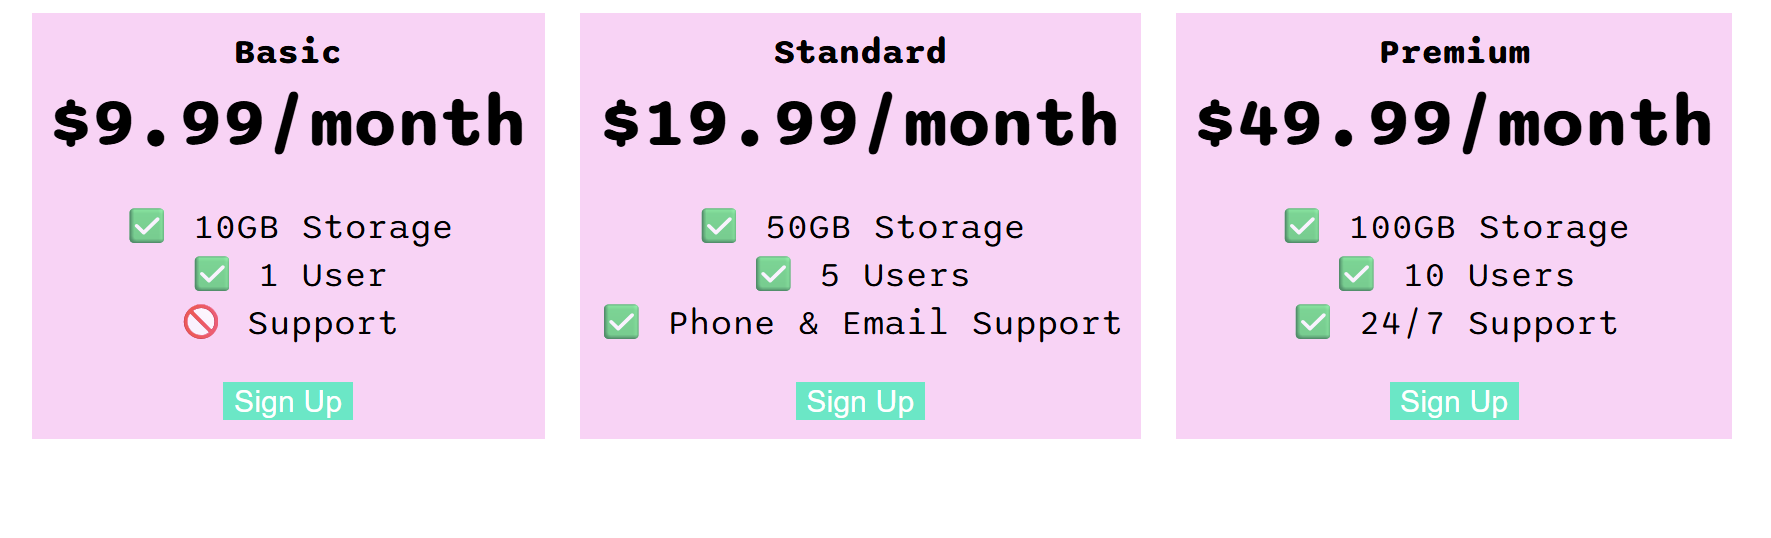 Basic
$9.99/month
✅ 10GB Storage
✅ 1 User
🚫 Support
Sign Up
Standard
$19.99/month
✅ 50GB Storage
✅ 5 Users
✅ Phone & Email Support
Sign Up
Premium
$49.99/month
✅ 100GB Storage
✅ 10 Users
✅ 24/7 Support
Sign Up